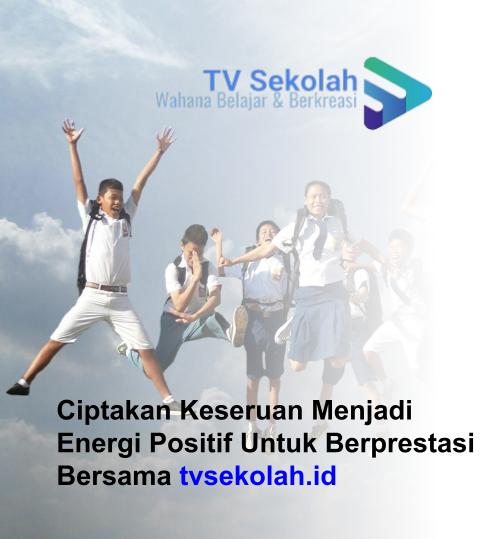 TV Sekolah
Wahana Belajar & Berkreasi
Ciptakan Keseruan Menjadi
Energi Positif Untuk Berprestasi
Bersama tvsekolah.id